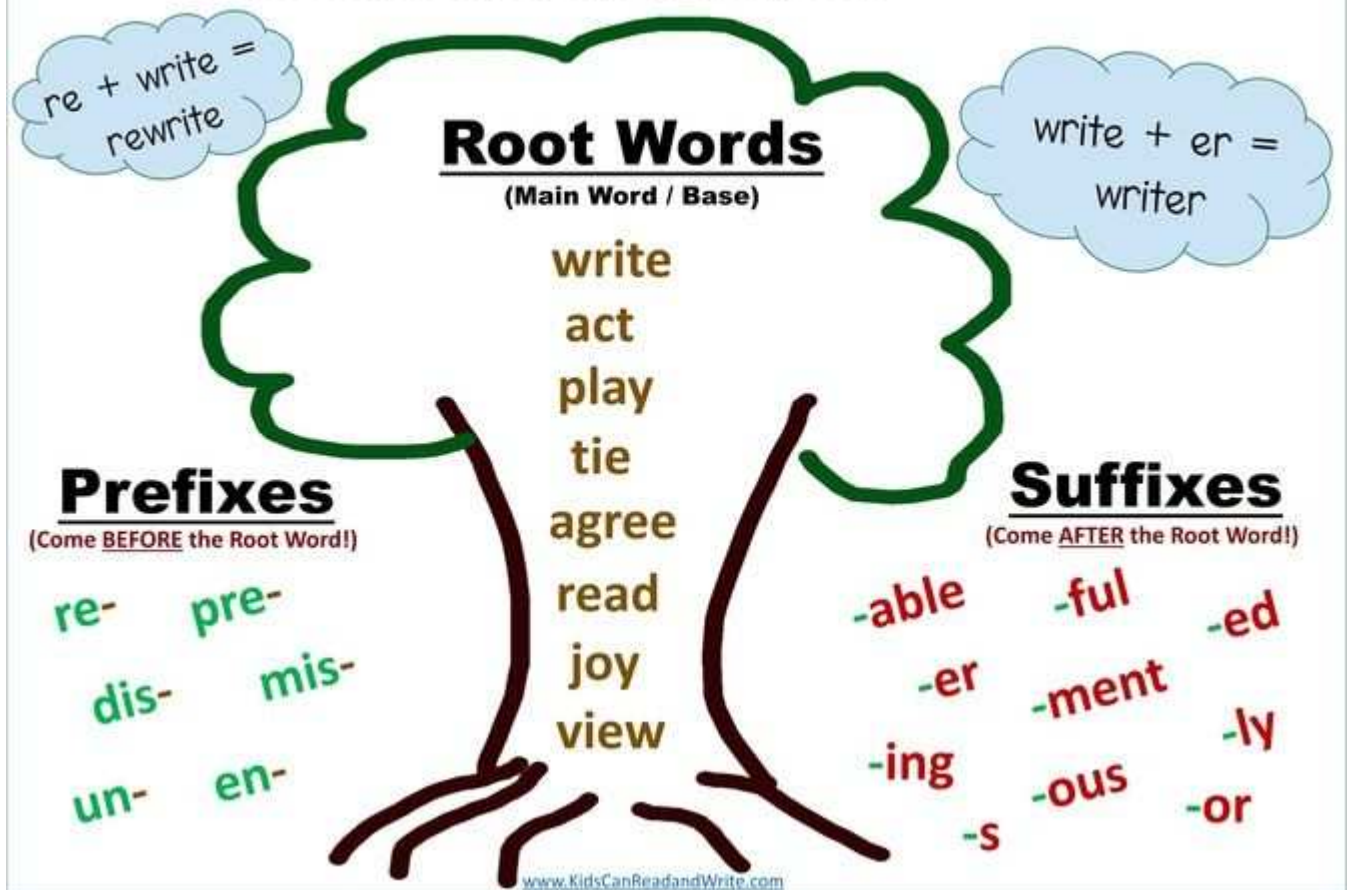 re + write =
rewrite
write + er =
writer
Root Words
(Main Word / Base)
write
act
play
tie
agree
read
joy
view
Prefixes
(Come BEFORE the Root Word!)
re- pre-
dis- mis-
un- en-
Suffixes
(Come AFTER the Root Word!)
-able -ful -ed
-er -ment -ly
-ing -ous -or
-s
www.KidsCanReadandWrite.com